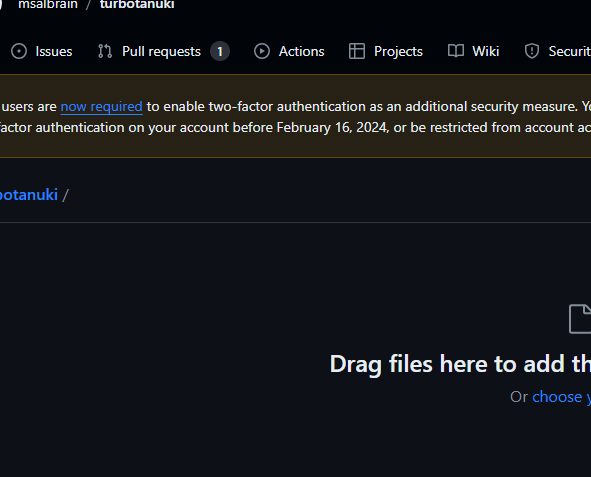 msalbrain / turbotanuki
Issues Pull requests 1 Actions Projects Wiki Securit
users are now required to enable two-factor authentication as an additional security measure. Yo
factor authentication on your account before February 16, 2024, or be restricted from account ac
botanuki /
Drag files here to add th
Or choose y